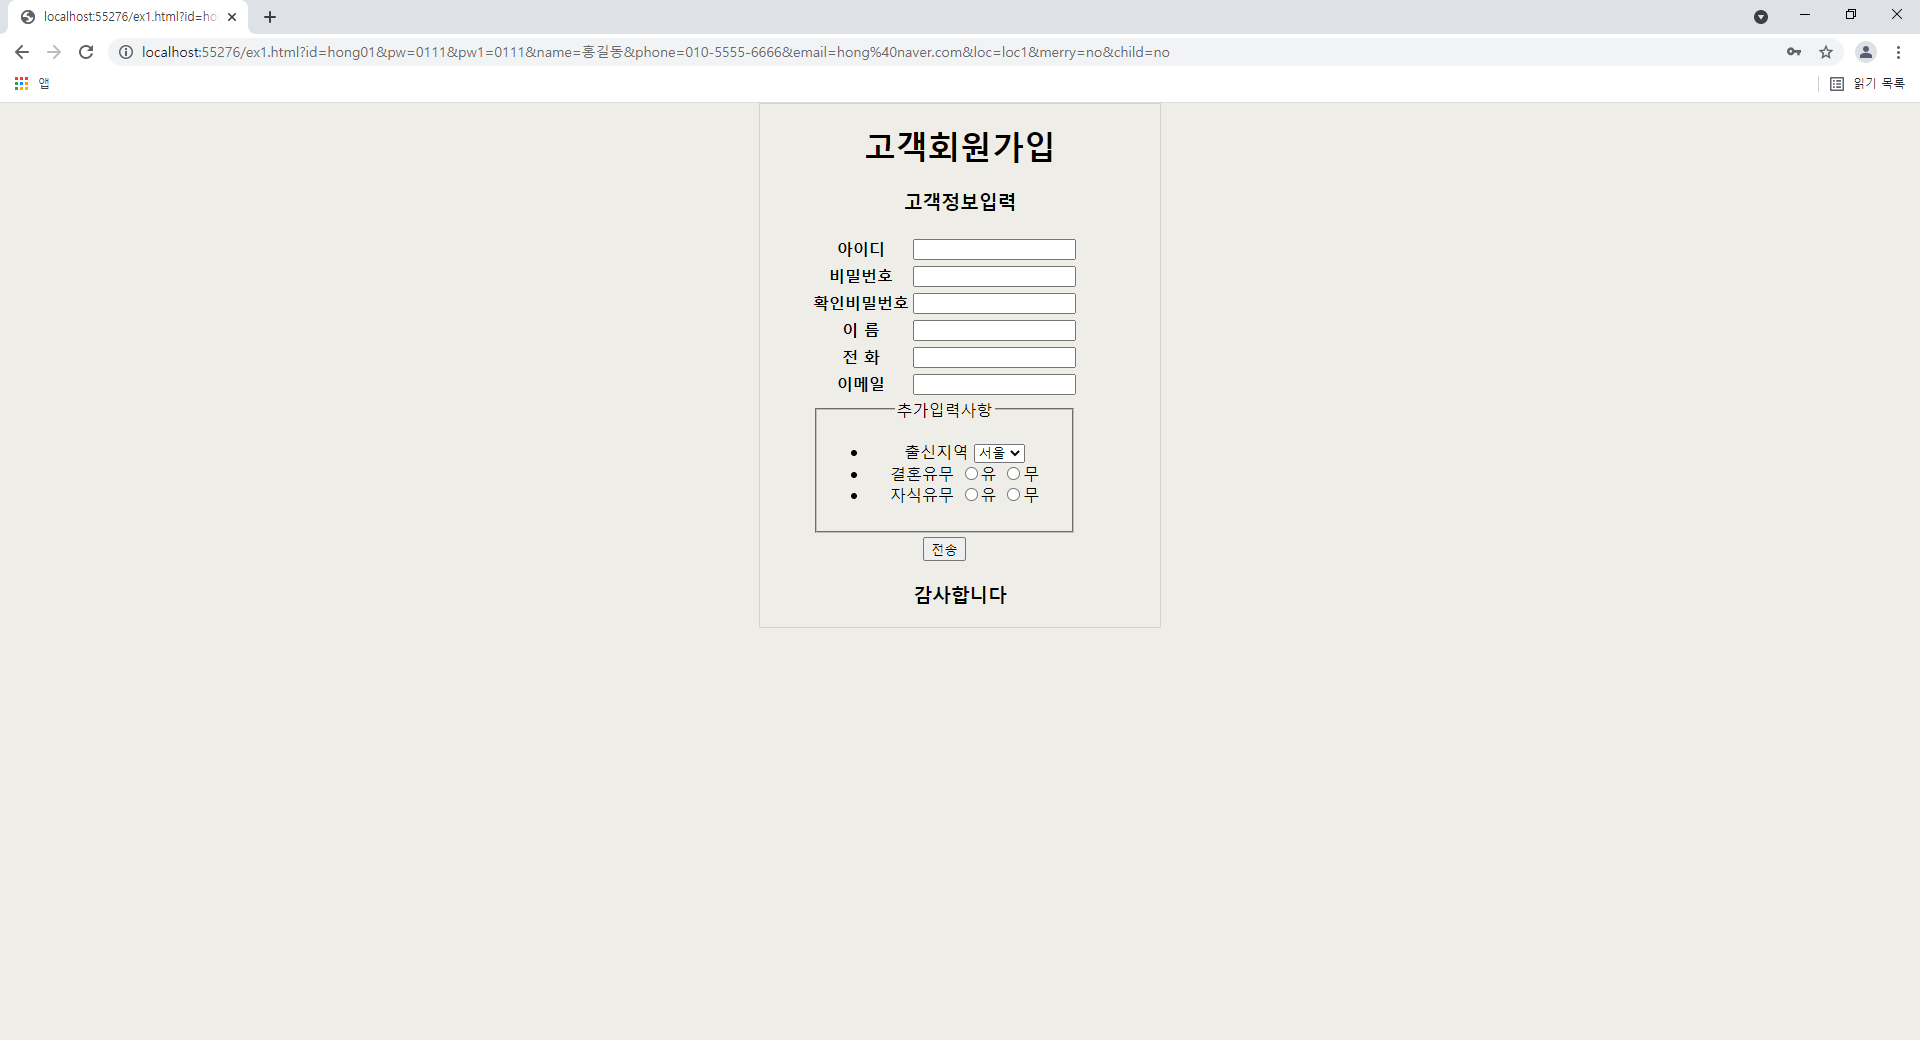 localhost:55276/ex1.html?id=ho
localhost:55276/ex1.html?id=hong01&pw=0111&pw1=0111&name=홍길동&phone=010-5555-6666&email=hong%40naver.com&loc=loc1&merry=no&child=no
앱
읽기 목록
고객회원가입
고객정보입력
아이디
비밀번호
확인비밀번호
이 름
전 화
이메일
추가입력사항
출신지역 서울
결혼유무 유 무
자식유무 유 무
전송
감사합니다